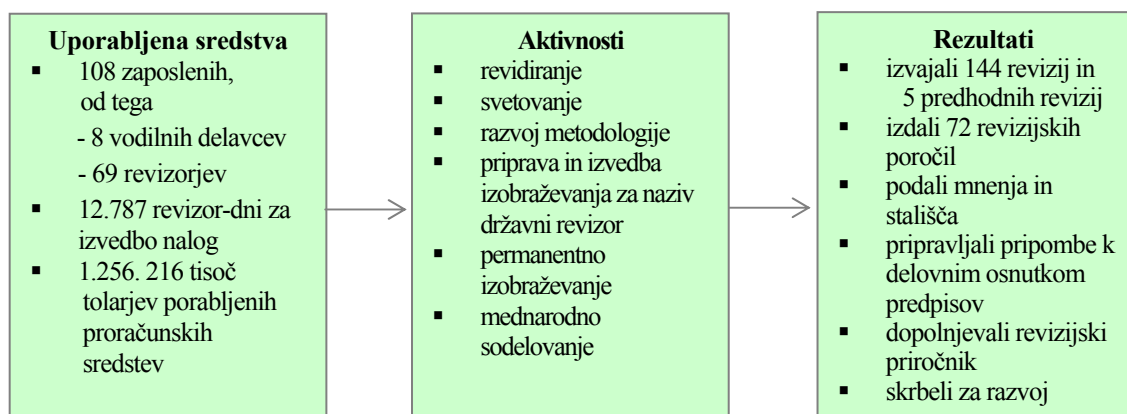 Uporabljena sredstva
▪ 108 zaposlenih,
od tega
- 8 vodilnih delavcev
- 69 revizorjev
▪ 12.787 revizor-dni za
izvedbo nalog
▪ 1.256. 216 tisoč
tolarjev porabljenih
proračunskih
sredstev
Aktivnosti
▪ revidiranje
▪ svetovanje
▪ razvoj metodologije
▪ priprava in izvedba
izobraževanja za naziv
državni revizor
▪ permanentno
izobraževanje
▪ mednarodno
sodelovanje
Rezultati
▪ izvajali 144 revizij in
5 predhodnih revizij
▪ izdali 72 revizijskih
poročil
▪ podali mnenja in
stališča
▪ pripravljali pripombe k
delovnim osnutkom
predpisov
▪ dopolnjevali revizijski
priročnik
▪ skrbeli za razvoj